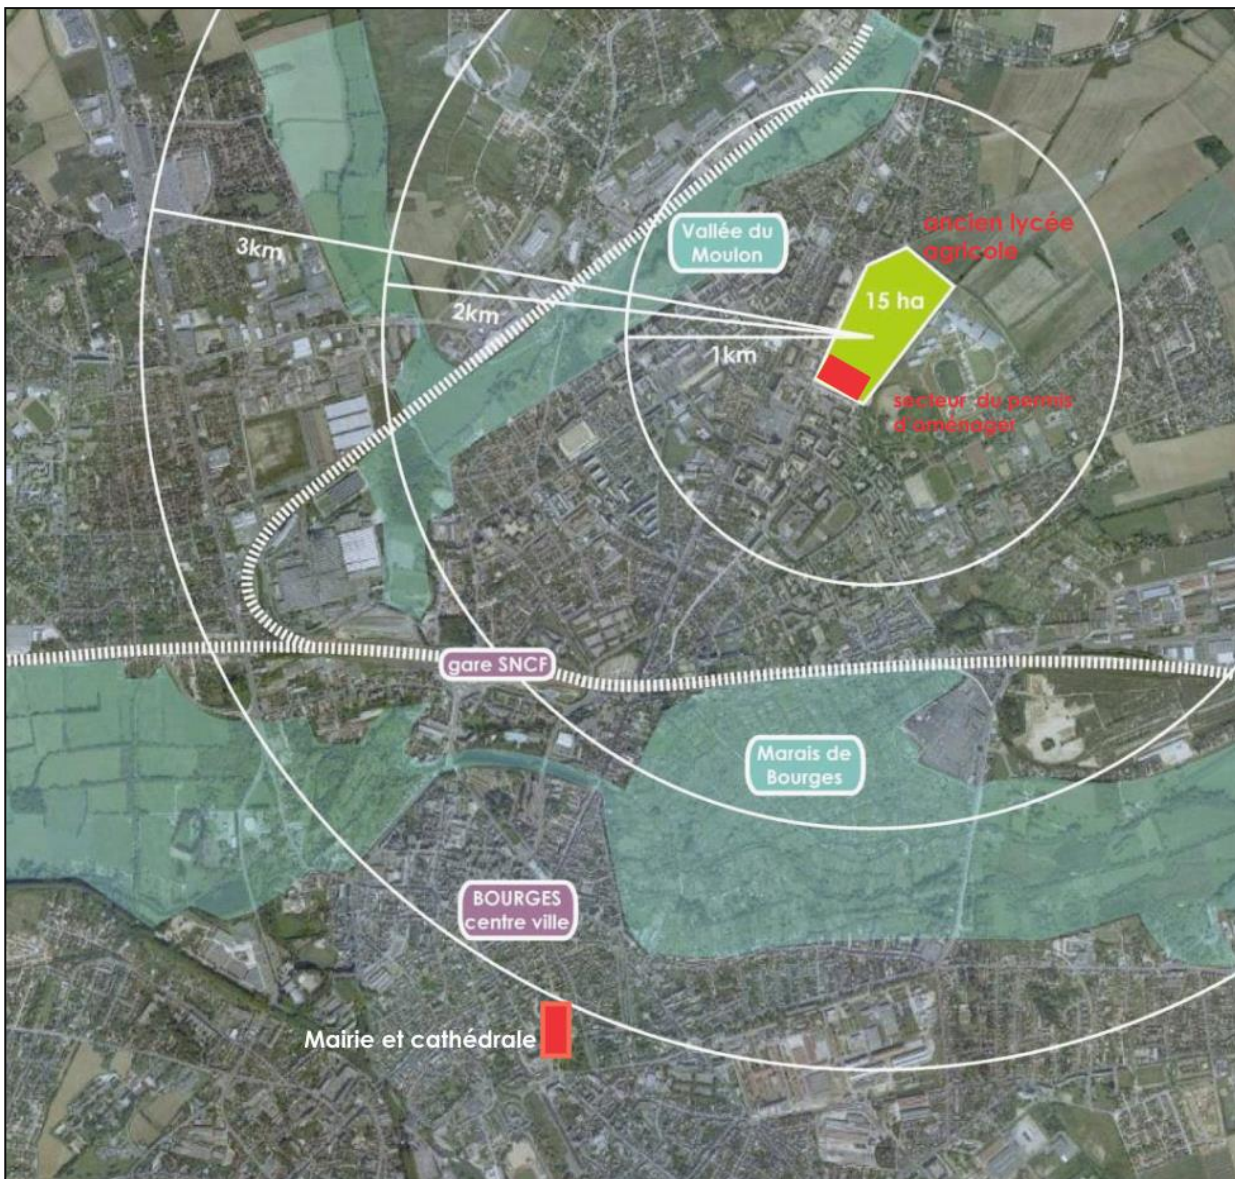 Vallée du
Moulon
ancien lycée
agricole
3km
15 ha
2km
1km
secteur du permis
d'aménager
gare SNCF
Marais de
Bourges
BOURGES
centre ville
Mairie et cathédrale